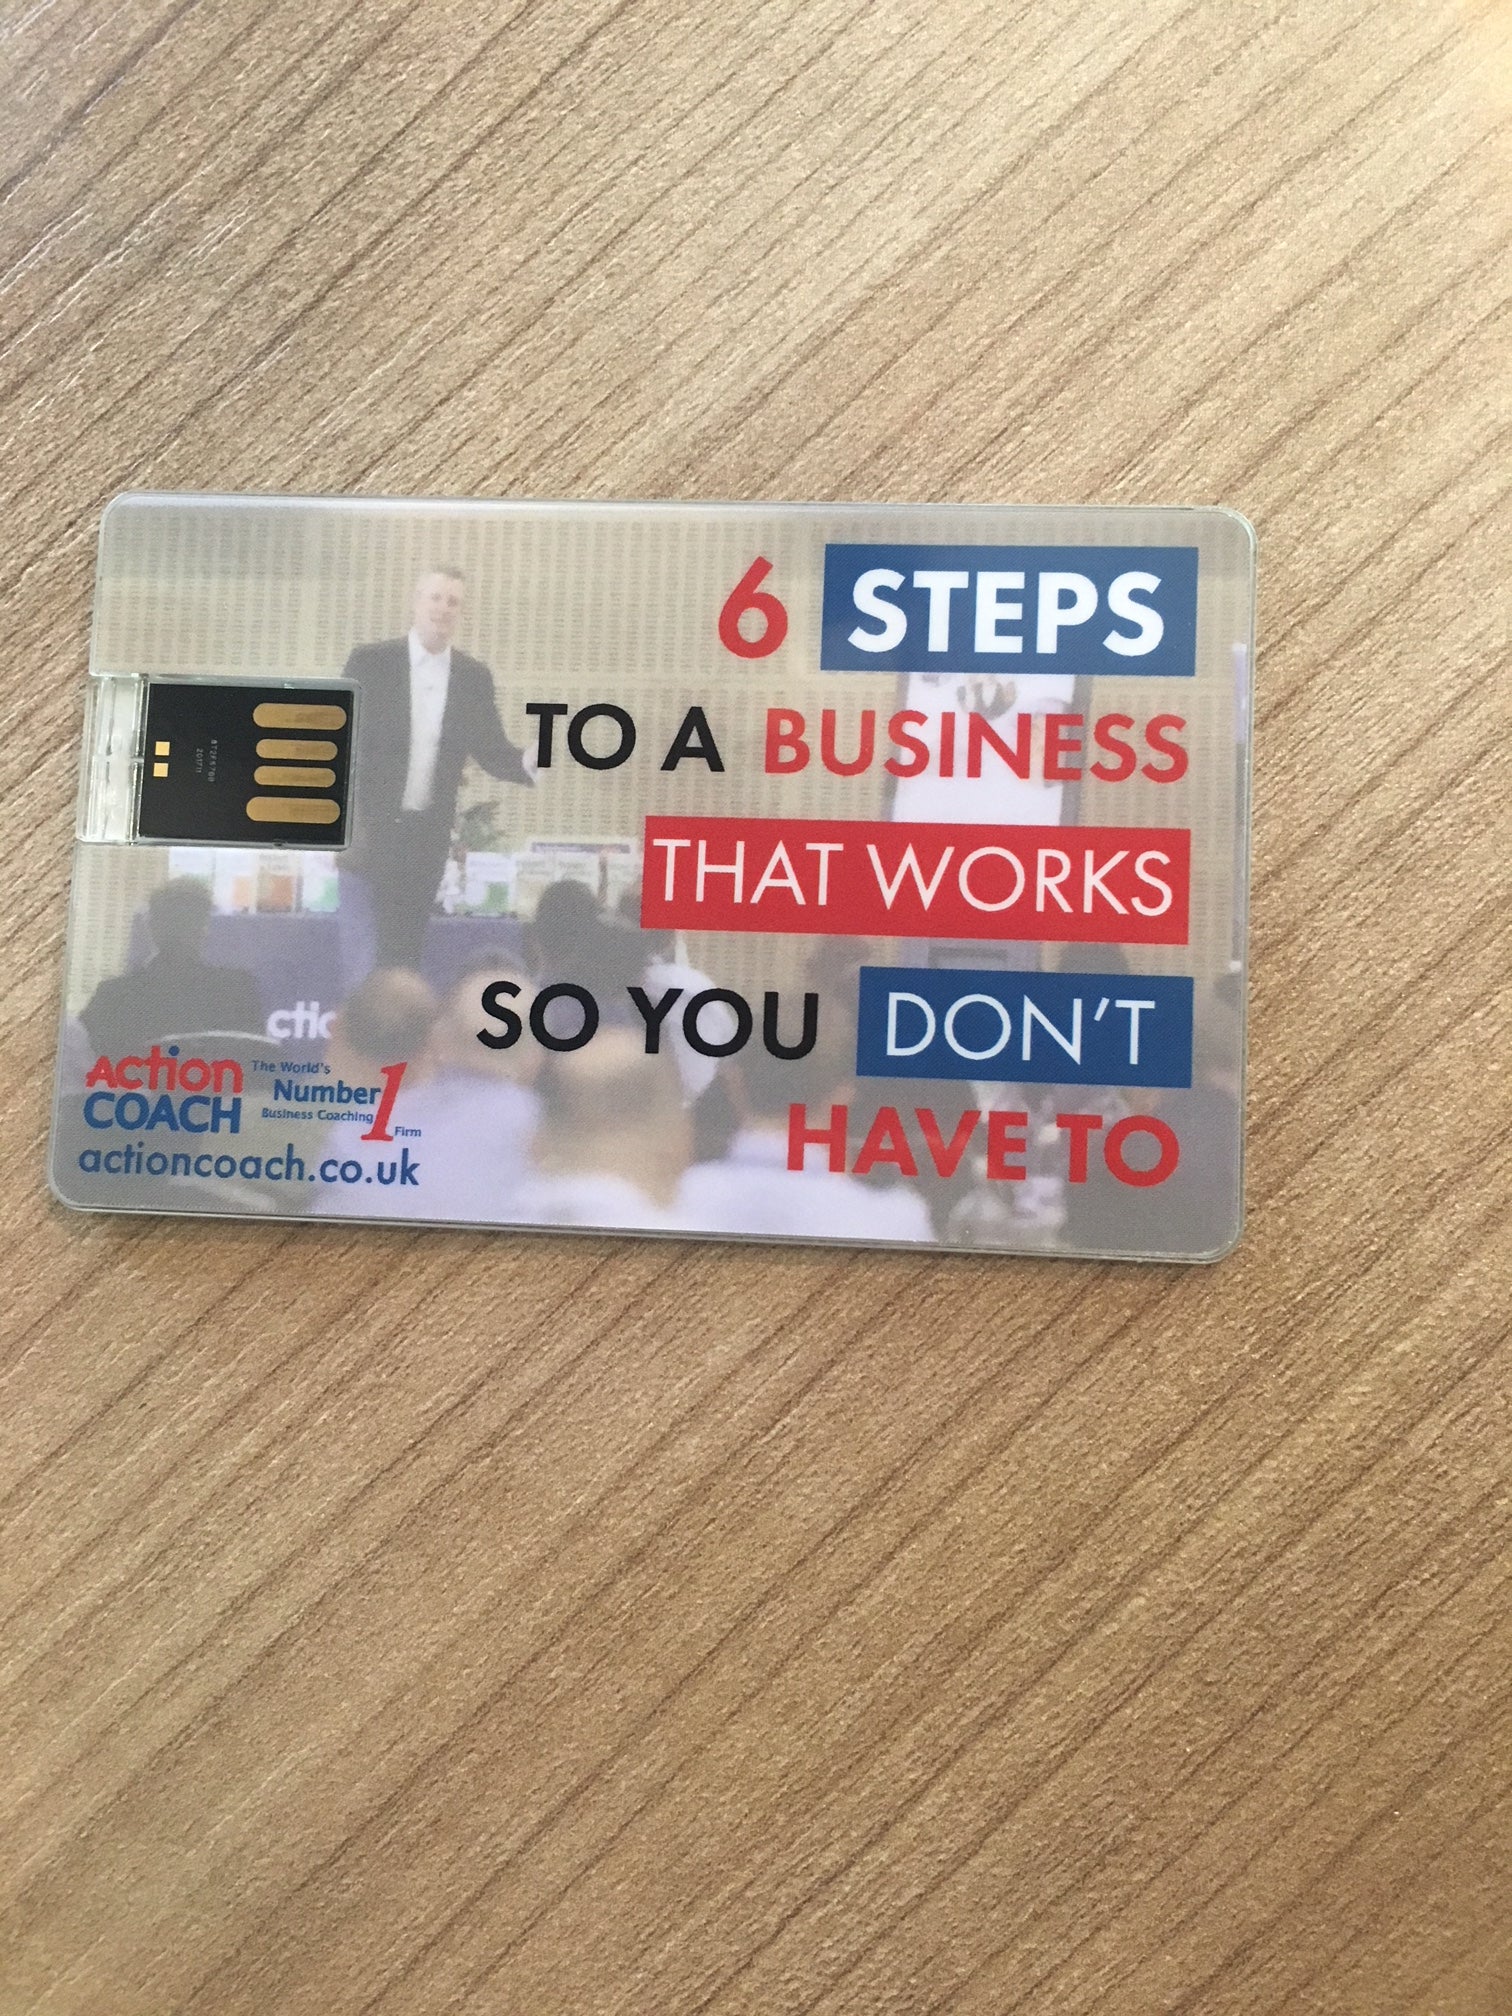 6 STEPS
TO A BUSINESS
THAT WORKS
SO YOU DON'T
HAVE TO
ctic
ACTion
COACH
The World's
Number 1
Business Coaching
Firm
actioncoach.co.uk